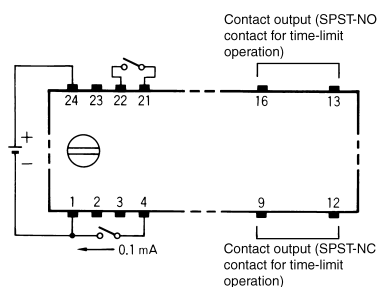 Contact output (SPST-NO
contact for time-limit
operation)
24 23 22 21 16 13
+
−
1 2 3 4 9 12
0.1 mA
Contact output (SPST-NC
contact for time-limit
operation)